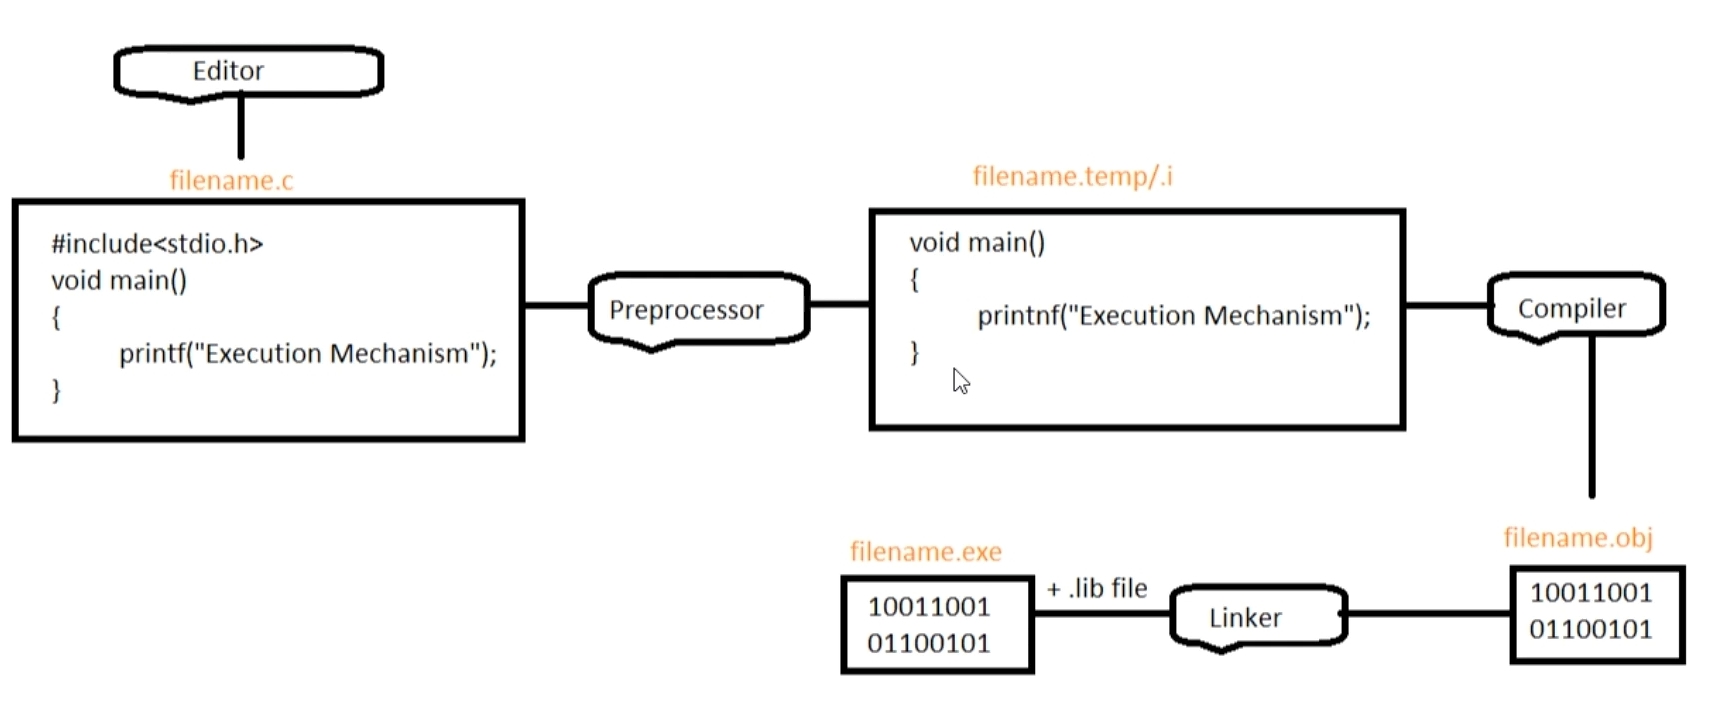 Editor
filename.c
#include<stdio.h>
void main()
{
printf("Execution Mechanism");
}
Preprocessor
filename.temp/.i
void main()
{
printnf("Execution Mechanism");
}
Compiler
filename.obj
10011001
01100101
Linker
+ .lib file
filename.exe
10011001
01100101